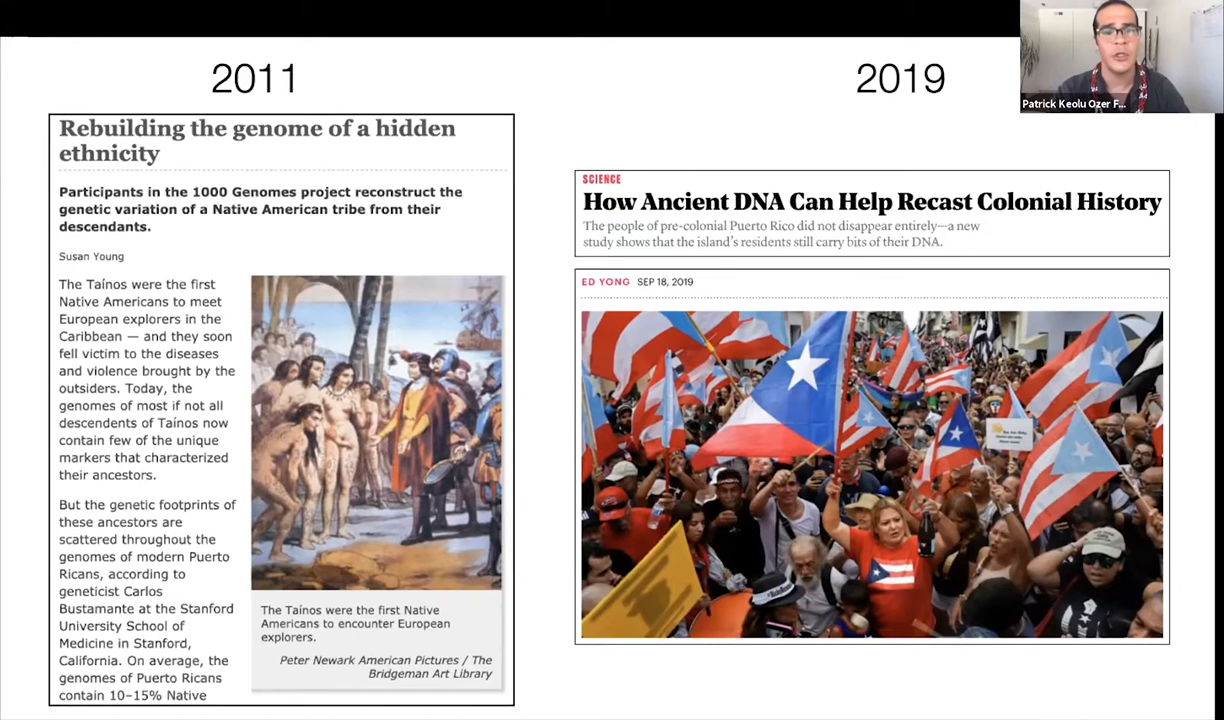 2011
Rebuilding the genome of a hidden
ethnicity
Participants in the 1000 Genomes project reconstruct the
genetic variation of a Native American tribe from their
descendants.
Susan Young
The Taínos were the first
Native Americans to meet
European explorers in the
Caribbean — and they soon
fell victim to the diseases
and violence brought by the
outsiders. Today, the
genomes of most if not all
descendents of Taínos now
contain few of the unique
markers that characterized
their ancestors.
But the genetic footprints of
these ancestors are
scattered throughout the
genomes of modern Puerto
Ricans, according to
geneticist Carlos
Bustamante at the Stanford
University School of
Medicine in Stanford,
California. On average, the
genomes of Puerto Ricans
contain 10–15% Native
The Taínos were the first Native
Americans to encounter European
explorers.
Peter Newark American Pictures / The
Bridgeman Art Library
2019
SCIENCE
How Ancient DNA Can Help Recast Colonial History
The people of pre-colonial Puerto Rico did not disappear entirely—a new
study shows that the island's residents still carry bits of their DNA.
ED YONG SEP 18, 2019
Patrick Keolu Ozer F...